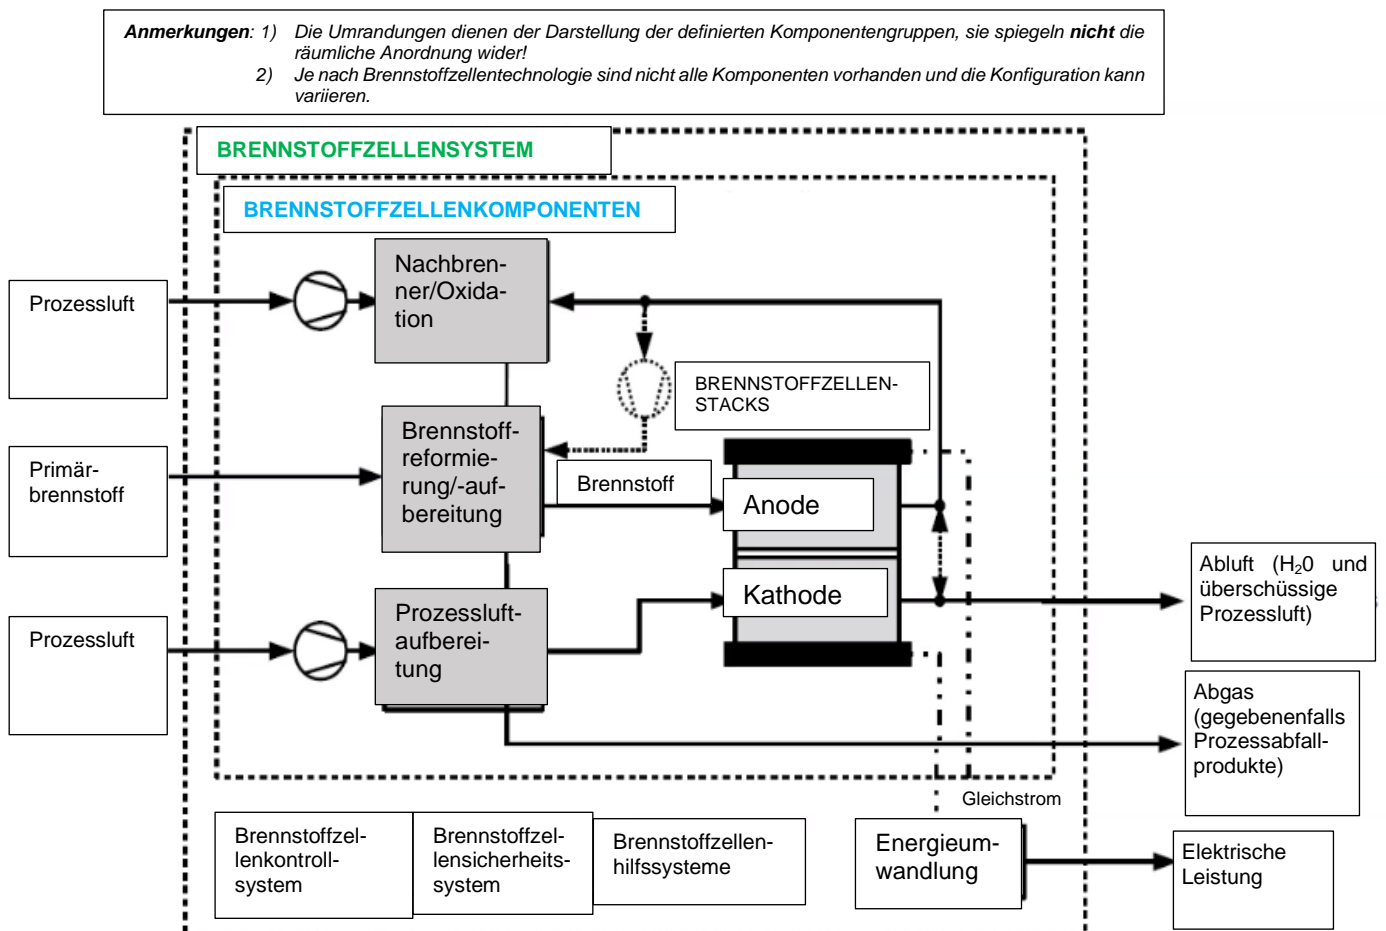 Anmerkungen: 1) Die Umrandungen dienen der Darstellung der definierten Komponentengruppen, sie spiegeln nicht die
räumliche Anordnung wider!
2) Je nach Brennstoffzellentechnologie sind nicht alle Komponenten vorhanden und die Konfiguration kann
variieren.
BRENNSTOFFZELLENSYSTEM
BRENNSTOFFZELLENKOMPONENTEN
Prozessluft
Nachbren-
ner/Oxida-
tion
BRENNSTOFFZELLEN-
STACKS
Primär-
brennstoff
Brennstoff-
reformie-
rung/-auf-
bereitung
Brennstoff
Anode
Kathode
Prozessluft
Prozessluft-
aufberei-
tung
Abluft (H₂0 und
überschüssige
Prozessluft)
Abgas
(gegebenenfalls
Prozessabfall-
produkte)
Gleichstrom
Brennstoffzel-
lenkontroll-
system
Brennstoffzel-
lensicherheits-
system
Brennstoffzellen-
hilfssysteme
Energieum-
wandlung
Elektrische
Leistung